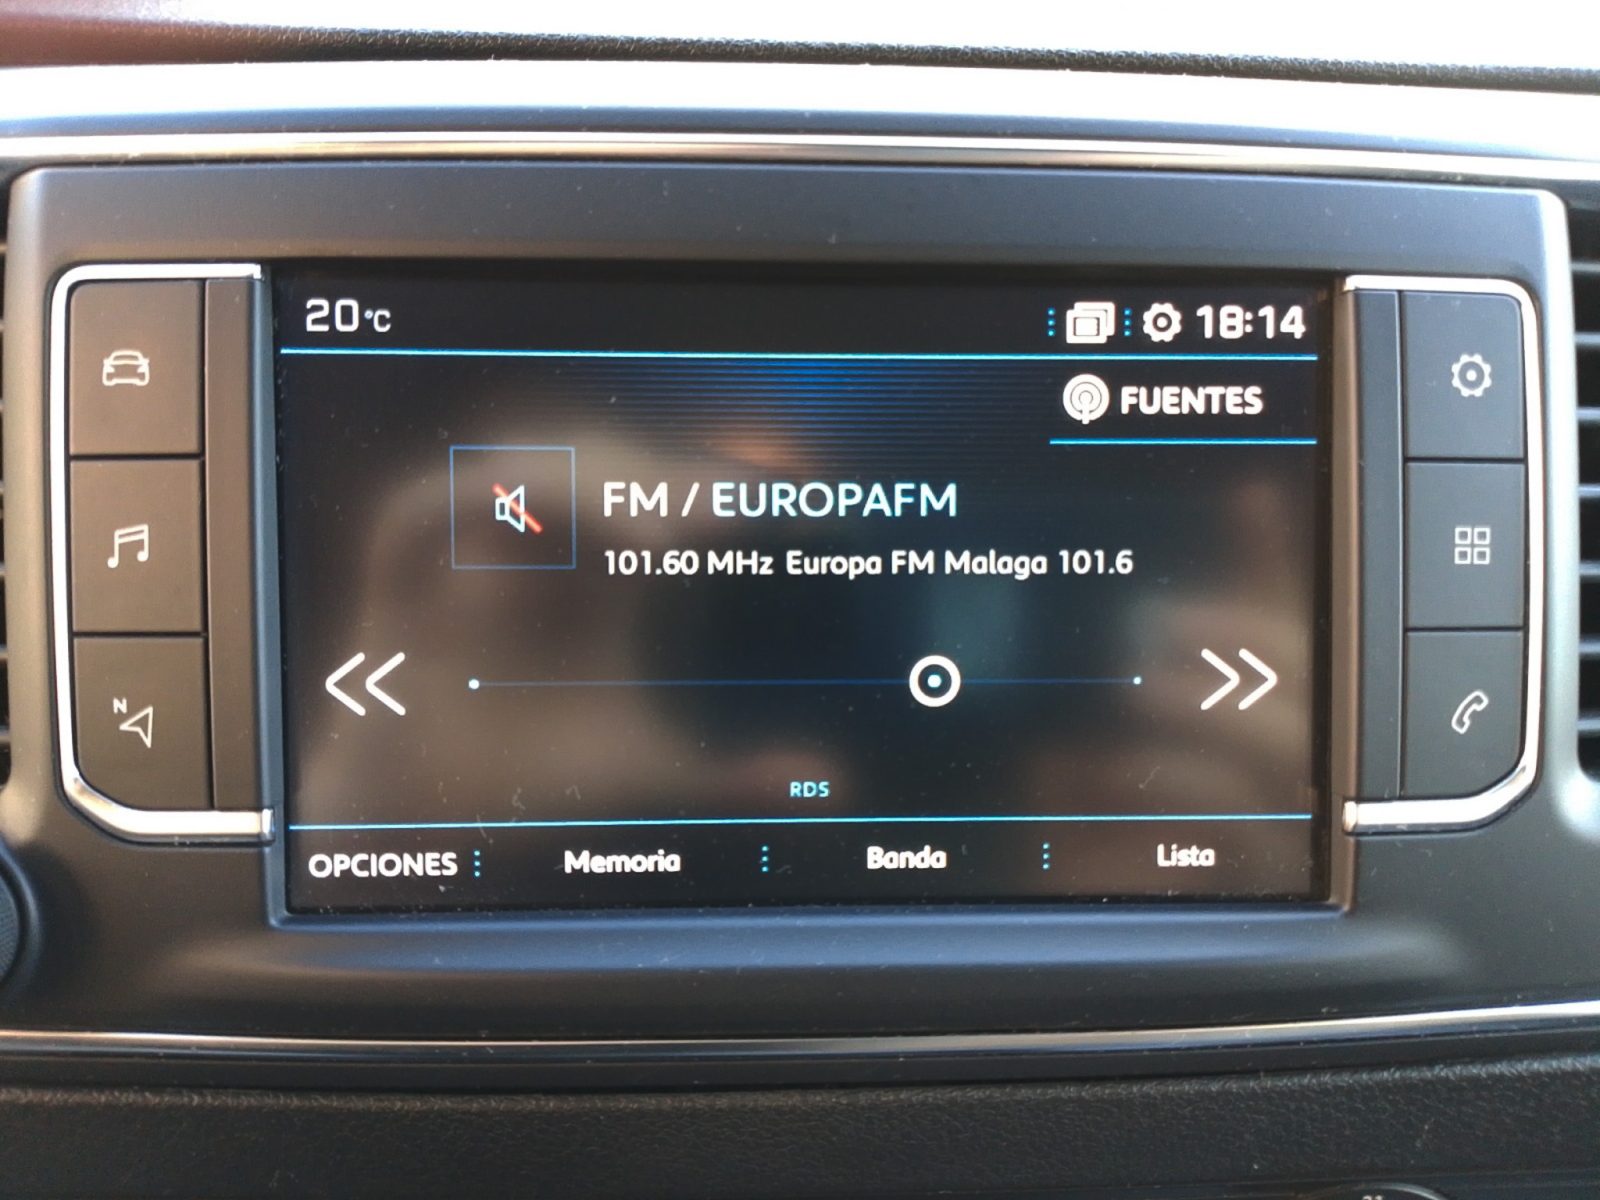 20°C
18:14
FUENTES
FM / EUROPAFM
101.60 MHz Europa FM Malaga 101.6
N
RDS
OPCIONES
Memoria
Banda
Lista